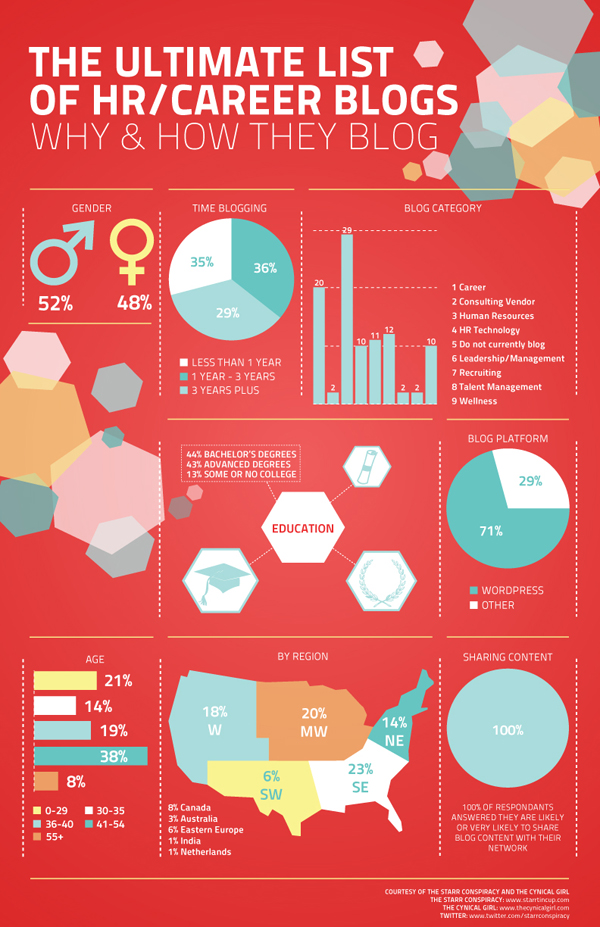 THE ULTIMATE LIST
OF HR/CAREER BLOGS
WHY & HOW THEY BLOG
GENDER
52%
48%
TIME BLOGGING
35%
36%
29%
LESS THAN 1 YEAR
1 YEAR - 3 YEARS
3 YEARS PLUS
BLOG CATEGORY
20
2
29
10
11
12
2
2
10
1 Career
2 Consulting Vendor
3 Human Resources
4 HR Technology
5 Do not currently blog
6 Leadership/Management
7 Recruiting
8 Talent Management
9 Wellness
44% BACHELOR'S DEGREES
43% ADVANCED DEGREES
13% SOME OR NO COLLEGE
EDUCATION
BLOG PLATFORM
29%
71%
WORDPRESS
OTHER
AGE
21%
14%
19%
38%
8%
0-29
30-35
36-40
41-54
55+
BY REGION
18%
W
20%
MW
14%
NE
6%
SW
23%
SE
8% Canada
3% Australia
6% Eastern Europe
1% India
1% Netherlands
SHARING CONTENT
100%
100% OF RESPONDANTS
ANSWERED THEY ARE LIKELY
OR VERY LIKELY TO SHARE
BLOG CONTENT WITH THEIR
NETWORK
COURTESY OF THE STARR CONSPIRACY AND THE CYNICAL GIRL
THE STARR CONSPIRACY: www.starrtincup.com
THE CYNICAL GIRL: www.thecynicalgirl.com
TWITTER: www.twitter.com/starrconspiracy